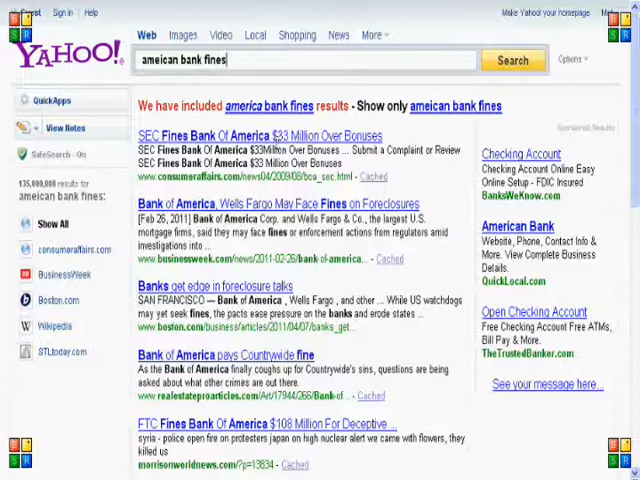 Guest Sign In Help Make Yahoo! your homepage
Web Images Video Local Shopping News More
YAHOO!
ameican bank fines Search Options
QuickApps
View Notes
SafeSearch - On
135,000,000 results for
ameican bank fines:
Show All
consumeraffairs.com
BusinessWeek
Boston.com
Wikipedia
STLtoday.com
We have included america bank fines results - Show only ameican bank fines
SEC Fines Bank Of America $33 Million Over Bonuses
SEC Fines Bank Of America $33Million Over Bonuses ... Submit a Complaint or Review
SEC Fines Bank Of America $33 Million Over Bonuses
www.consumeraffairs.com/news04/2009/08/boa_sec.html - Cached
Bank of America, Wells Fargo May Face Fines on Foreclosures
[Feb 26, 2011] Bank of America Corp. and Wells Fargo & Co., the largest U.S.
mortgage firms, said they may face fines or enforcement actions from regulators amid
investigations into ...
www.businessweek.com/news/2011-02-26/bank-of-america... - Cached
Banks get edge in foreclosure talks
SAN FRANCISCO — Bank of America , Wells Fargo , and other ... While US watchdogs
may yet seek fines, the pacts ease pressure on the banks and erode states ...
www.boston.com/business/articles/2011/04/07/banks_get...
Bank of America pays Countrywide fine
As the Bank of America finally coughs up for Countrywide's sins, questions are being
asked about what other crimes are out there.
www.realestateproarticles.com/Art/17944/266/Bank-of... - Cached
FTC Fines Bank Of America $108 Million For Deceptive ...
syria - police open fire on protesters japan on high nuclear alert we came with flowers, they
killed us
morrisonworldnews.com/?p=13834 - Cached
Sponsored Results
Checking Account
Checking Account Online Easy
Online Setup - FDIC Insured
BanksWeKnow.com
American Bank
Website, Phone, Contact Info &
More. View Complete Business
Details.
QuickLocal.com
Open Checking Account
Free Checking Account Free ATMs,
Bill Pay & More!
TheTrustedBanker.com
See your message here...
B
S R
B
S R
B
S R
B
S R